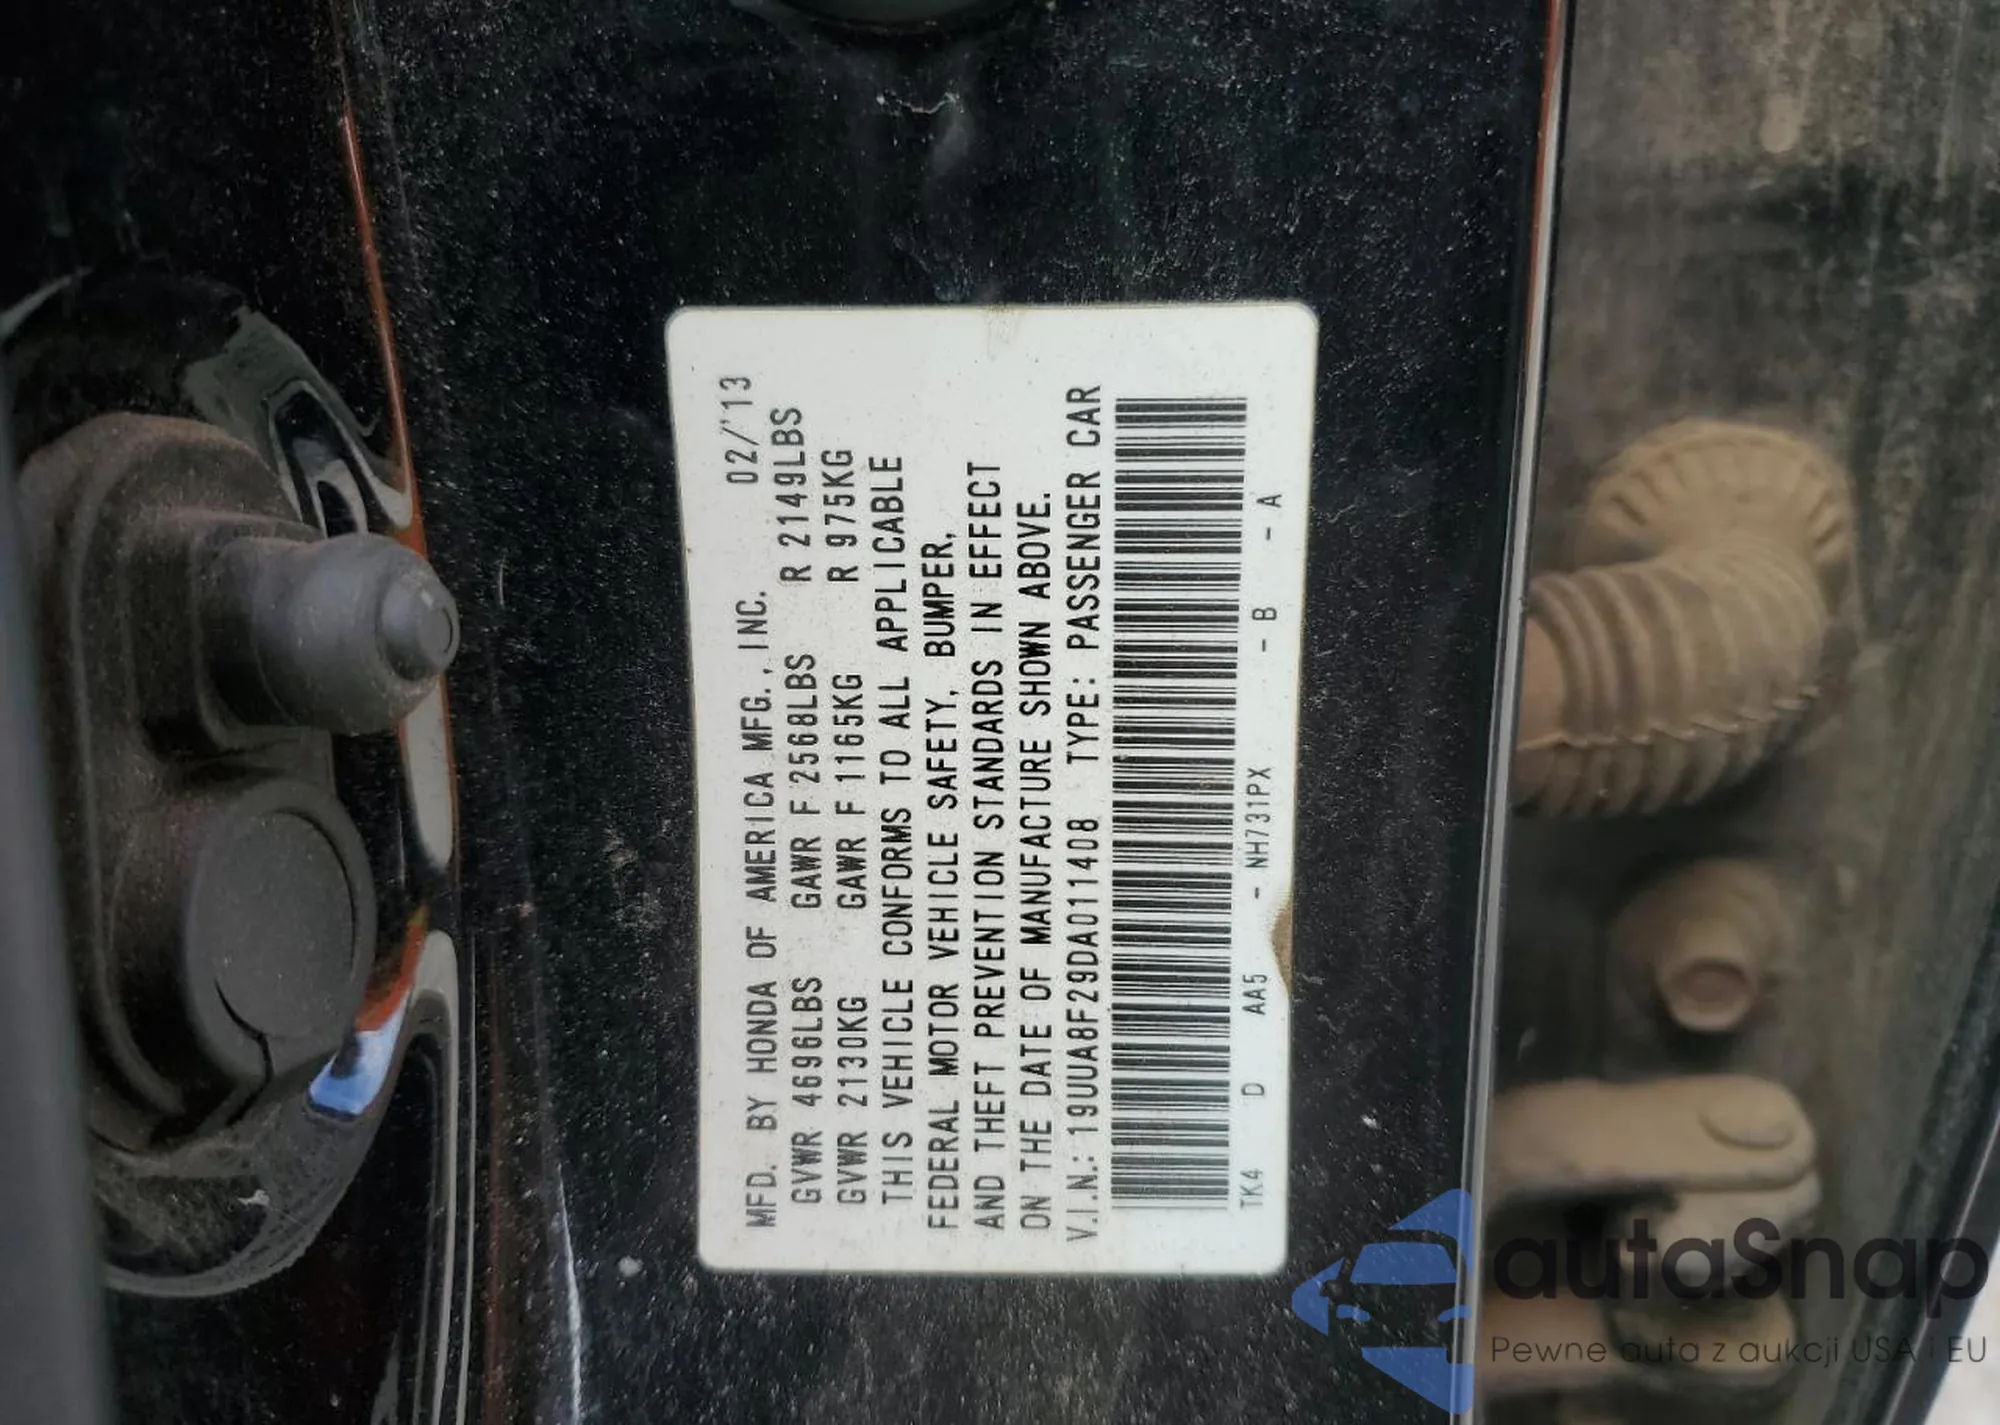 MFD. BY HONDA OF AMERICA MFG., INC. 02/'13
GVWR 4696LBS GAWR F 2568LBS R 2149LBS
GVWR 2130KG GAWR F 1165KG R 975KG
THIS VEHICLE CONFORMS TO ALL APPLICABLE
FEDERAL MOTOR VEHICLE SAFETY, BUMPER,
AND THEFT PREVENTION STANDARDS IN EFFECT
ON THE DATE OF MANUFACTURE SHOWN ABOVE.
V.I.N.: 19UUA8F29DA011408 TYPE: PASSENGER CAR
TK4 D AA5 - NH731PX - B - A
autaSnap
Pewne auta z aukcji USA i EU